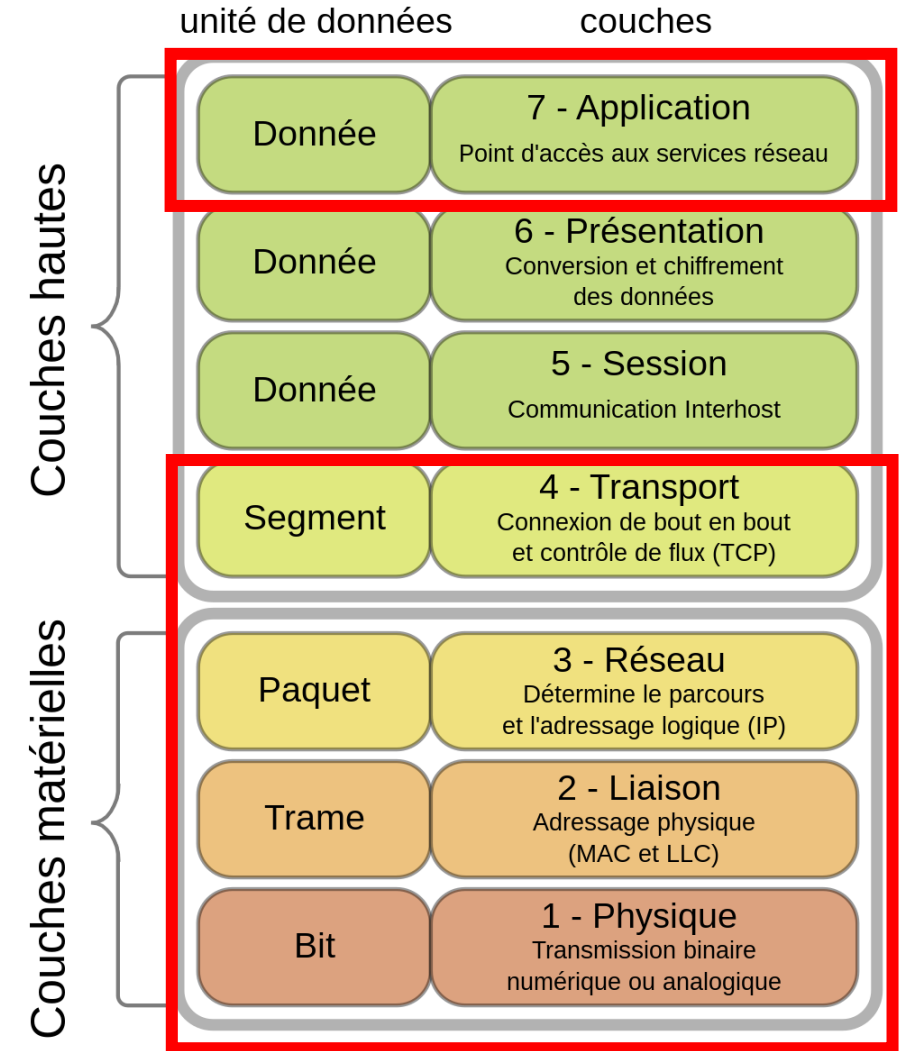 unité de données
couches
Couches hautes
Donnée
7 - Application
Point d'accès aux services réseau
Donnée
6 - Présentation
Conversion et chiffrement
des données
Donnée
5 - Session
Communication Interhost
Segment
4 - Transport
Connexion de bout en bout
et contrôle de flux (TCP)
Couches matérielles
Paquet
3 - Réseau
Détermine le parcours
et l'adressage logique (IP)
Trame
2 - Liaison
Adressage physique
(MAC et LLC)
Bit
1 - Physique
Transmission binaire
numérique ou analogique